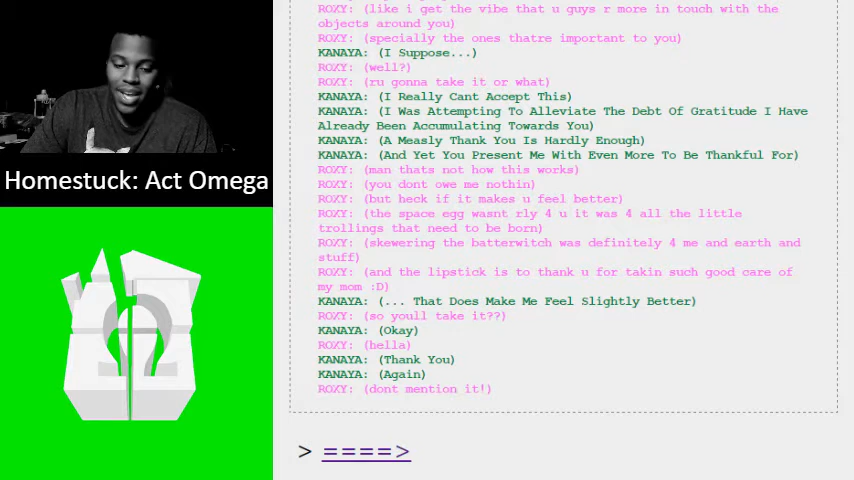 ROXY: (like i get the vibe that u guys r more in touch with the
objects around you)
ROXY: (specially the ones thatre important to you)
KANAYA: (I Suppose...)
ROXY: (well?)
ROXY: (ru gonna take it or what)
KANAYA: (I Really Cant Accept This)
KANAYA: (I Was Attempting To Alleviate The Debt Of Gratitude I Have
Already Been Accumulating Towards You)
KANAYA: (A Measly Thank You Is Hardly Enough)
KANAYA: (And Yet You Present Me With Even More To Be Thankful For)
ROXY: (man thats not how this works)
ROXY: (you dont owe me nothin)
ROXY: (but heck if it makes u feel better)
ROXY: (the space egg wasnt rly 4 u it was 4 all the little
trollings that need to be born)
ROXY: (skewering the batterwitch was definitely 4 me and earth and
stuff)
ROXY: (and the lipstick is to thank u for takin such good care of
my mom :D)
KANAYA: (... That Does Make Me Feel Slightly Better)
ROXY: (so youll take it??)
KANAYA: (Okay)
ROXY: (hella)
KANAYA: (Thank You)
KANAYA: (Again)
ROXY: (dont mention it!)
> ====>
Homestuck: Act Omega